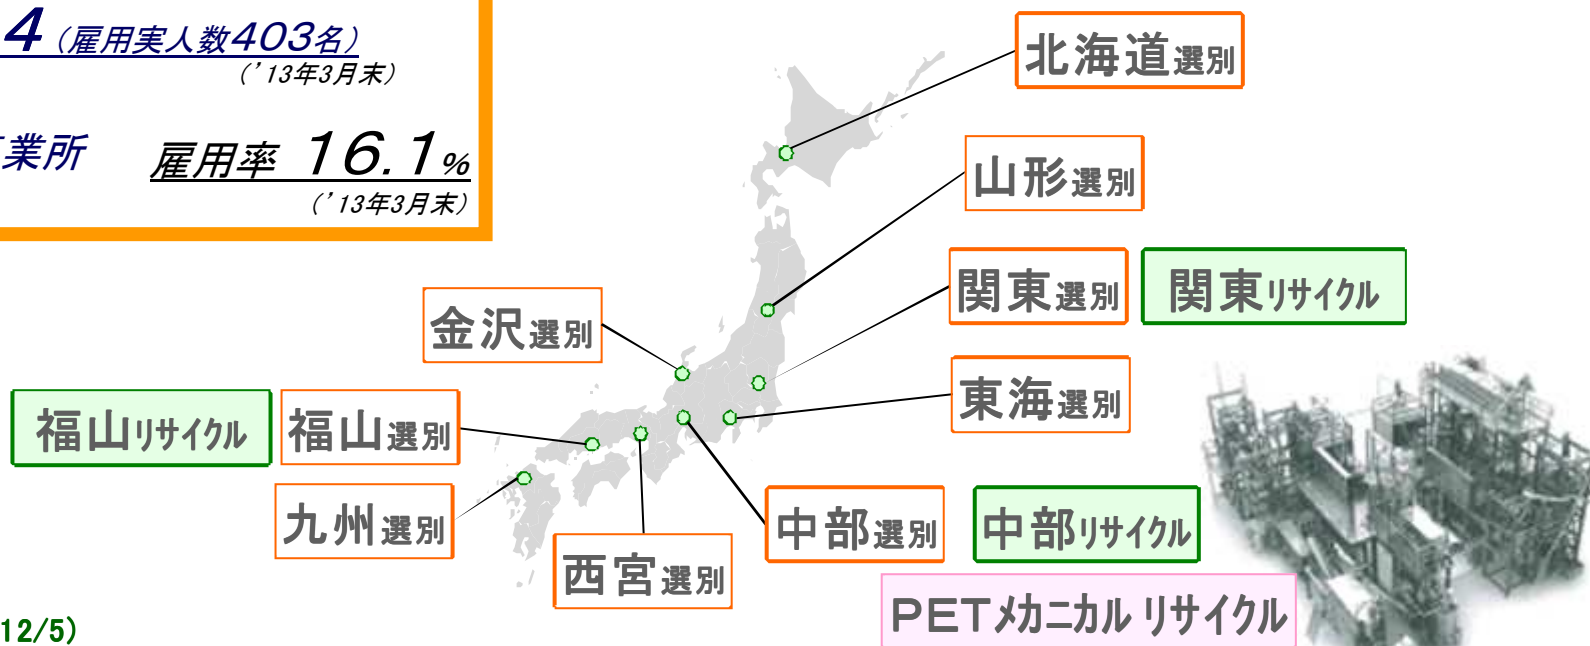 4（雇用実人数403名）
（’13年3月末）
業所 雇用率 16.1%
（’13年3月末）
北海道選別
山形選別
関東選別 関東リサイクル
金沢選別
東海選別
福山リサイクル 福山選別
九州選別
中部選別 中部リサイクル
西宮選別
PETメカニカル リサイクル
12/5)